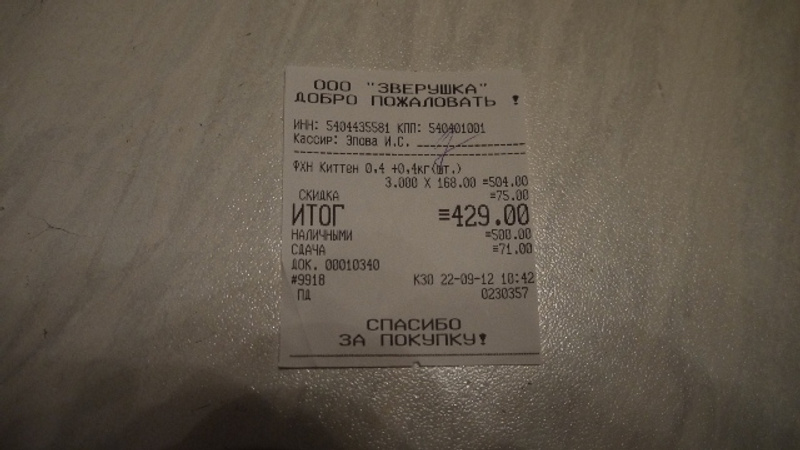 ООО "ЗВЕРУШКА"
ДОБРО ПОЖАЛОВАТЬ !
ИНН: 5404435581 КПП: 540401001
Кассир: Эпова И.С.
ФХН Киттен 0,4 +0,4кг(шт.)
3.000 X 168.00 =504.00
СКИДКА =75.00
ИТОГ =429.00
НАЛИЧНЫМИ =500.00
СДАЧА =71.00
ДОК. 00010340
#9918 КЗ0 22-09-12 18:42
ПД 0230357
СПАСИБО
ЗА ПОКУПКУ!